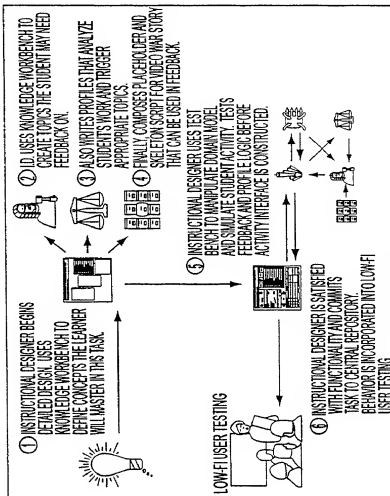 ① INSTRUCTIONAL DESIGNER BEGINS
DETAILED DESIGN. USES
KNOWLEDGE WORKBENCH TO
DEFINE CONCEPTS THE LEARNER
WILL MASTER IN THIS TASK.
② I.D. USES KNOWLEDGE WORKBENCH TO
CREATE TOPICS THE STUDENT MAY NEED
FEEDBACK ON.
③ ALSO WRITES PROFILES THAT ANALYZE
STUDENT'S WORK AND TRIGGER
APPROPRIATE TOPICS.
④ FINALLY, COMPOSES PLACEHOLDER AND
SKELETON SCRIPT FOR VIDEO WAR STORY
THAT CAN BE USED IN FEEDBACK.
⑤ INSTRUCTIONAL DESIGNER USES TEST
BENCH TO MANIPULATE DOMAIN MODEL
AND SIMULATE STUDENT ACTIVITY. TESTS
FEEDBACK AND PROFILE LOGIC BEFORE
ACTIVITY INTERFACE IS CONSTRUCTED.
LOW-FI USER TESTING
⑥ INSTRUCTIONAL DESIGNER IS SATISFIED
WITH FUNCTIONALITY AND COMMITS
TASK TO CENTRAL REPOSITORY.
BEHAVIOR IS INCORPORATED INTO LOW-FI
USER TESTING.